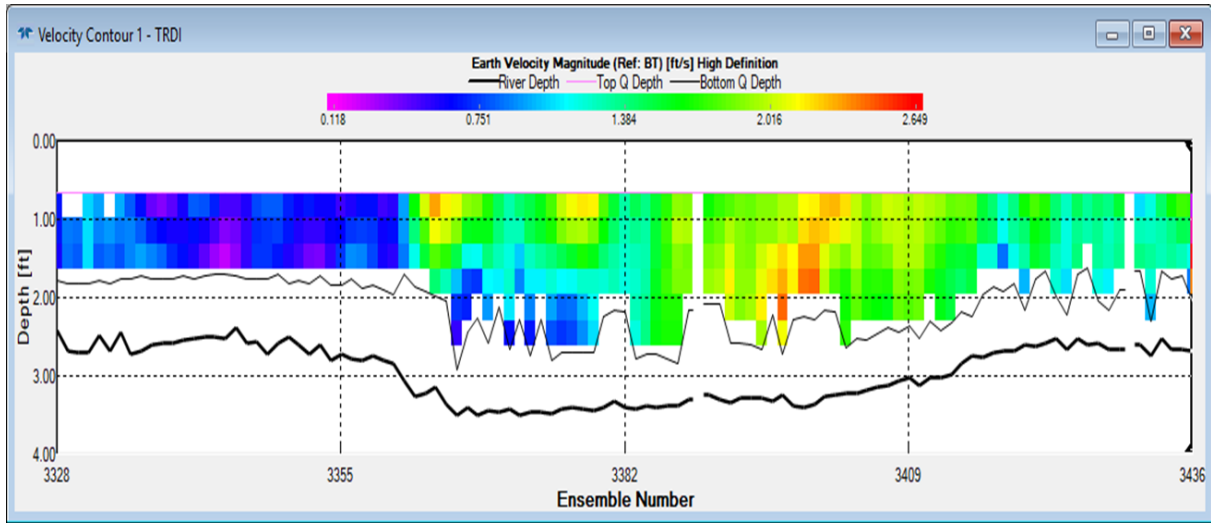 Velocity Contour 1 - TRDI
Earth Velocity Magnitude (Ref: BT) [ft/s] High Definition
River Depth Top Q Depth Bottom Q Depth
0.118 0.751 1.384 2.016 2.649
0.00
1.00
2.00
3.00
4.00
Depth [ft]
3328 3355 3382 3409 3436
Ensemble Number